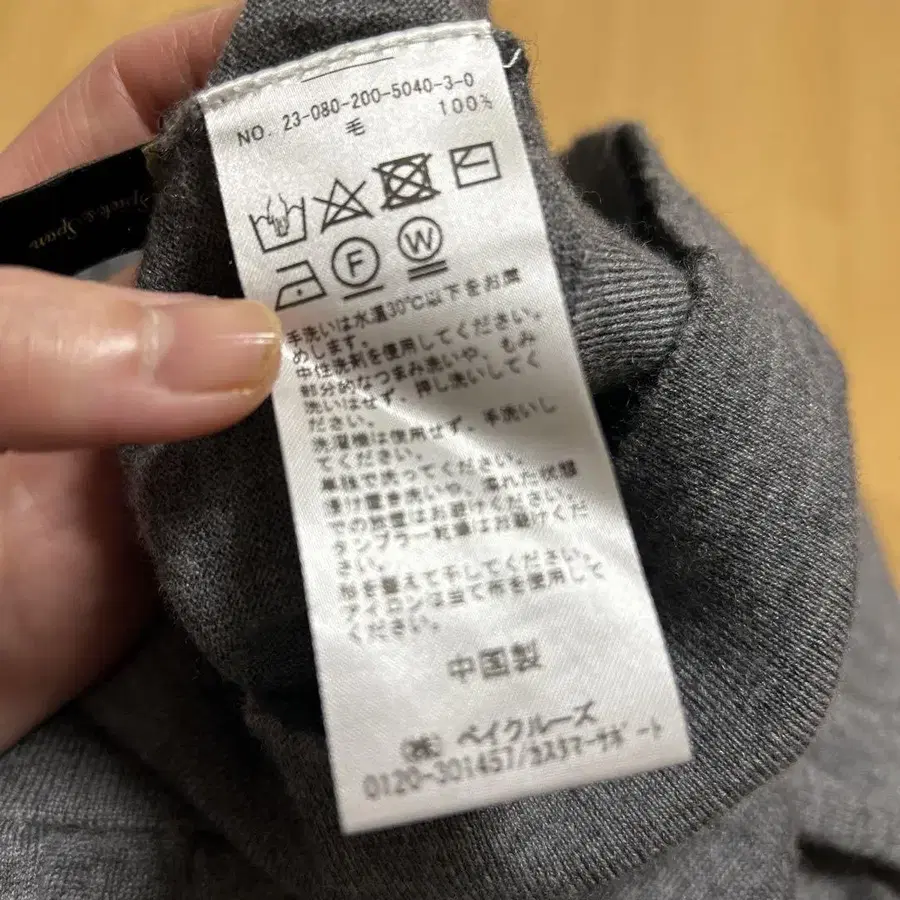 Spick & Span
NO. 23-080-200-5040-3-0
毛 100%
F W
手洗いは水温30℃以下をお薦
めします。
中性洗剤を使用してください。
部分的なつまみ洗いや、もみ
洗いはせず、押し洗いしてく
ださい。
洗濯機は使用せず、手洗いし
てください。
単独で洗ってください。
漬け置き洗いや、濡れた状態
での放置はお避けください。
タンブラー乾燥はお避けくだ
さい。
形を整えて干してください。
アイロンは当て布を使用して
ください。
中国製
(株) ベイクルーズ
0120-301457/カスタマーサポート